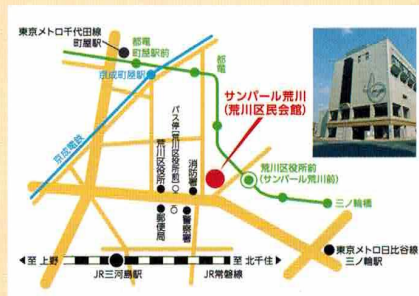 東京メトロ千代田線
町屋駅
都電
町屋駅前
京成町屋駅
都電
サンパール荒川
(荒川区民会館)
京成電鉄
バス停(荒川区役所前)
荒川区役所
消防署
郵便局
警察署
荒川区役所前
(サンパール荒川前)
三ノ輪橋
東京メトロ日比谷線
三ノ輪駅
至 上野
JR三河島駅
JR常磐線
至 北千住